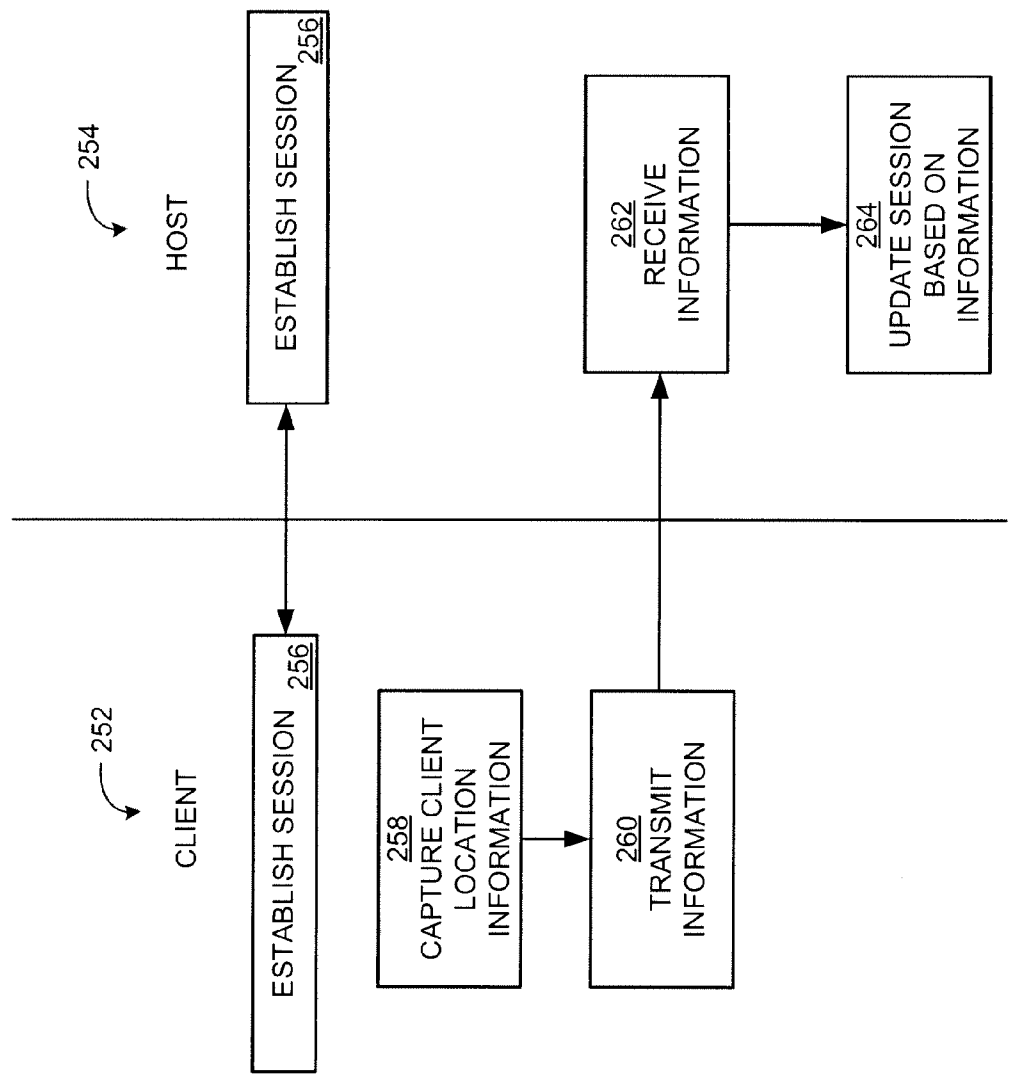 252
CLIENT
254
HOST
ESTABLISH SESSION
256
ESTABLISH SESSION
256
258
CAPTURE CLIENT
LOCATION
INFORMATION
260
TRANSMIT
INFORMATION
262
RECEIVE
INFORMATION
264
UPDATE SESSION
BASED ON
INFORMATION